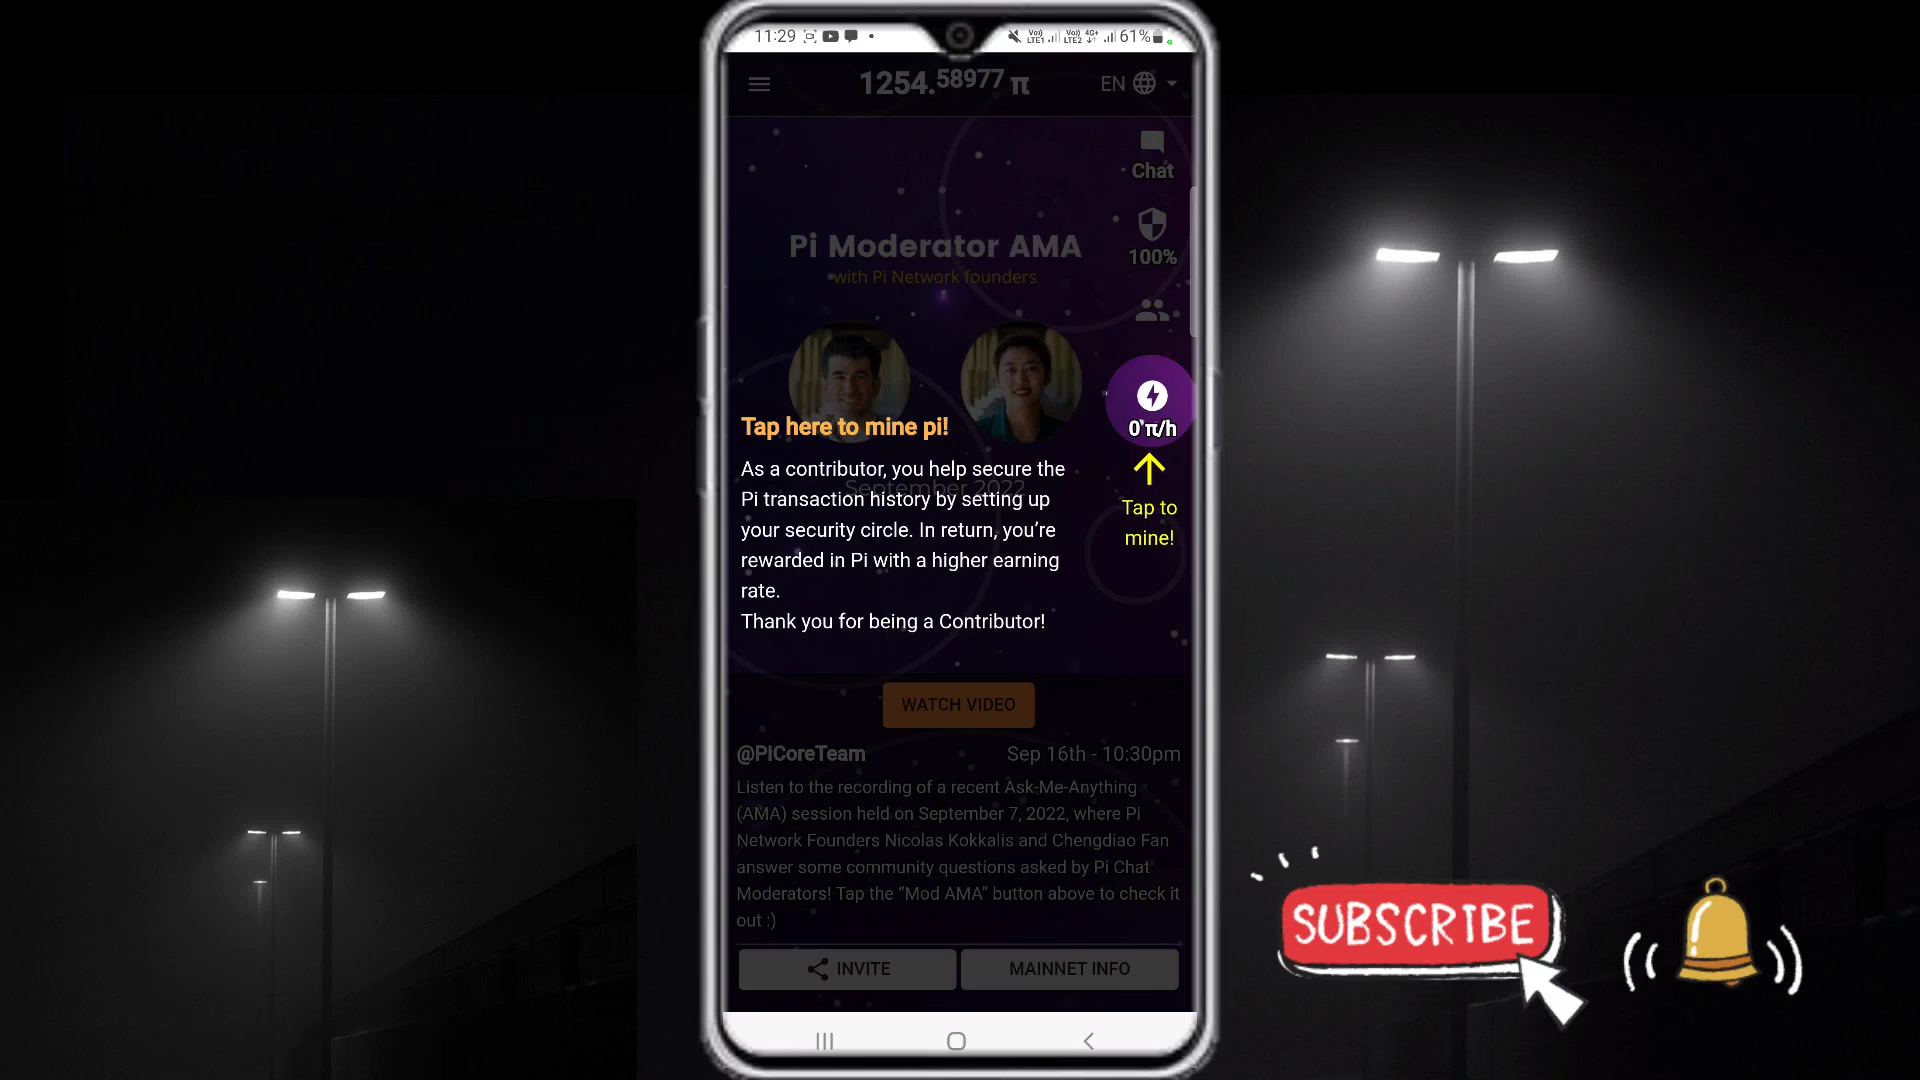 11:29
VoLTE1 VoLTE2 4G+ 61%
1254.58977 π
EN
Chat
100%
Pi Moderator AMA
with Pi Network founders
0 π/h
Tap to
mine!
Tap here to mine pi!
As a contributor, you help secure the
Pi transaction history by setting up
your security circle. In return, you’re
rewarded in Pi with a higher earning
rate.
Thank you for being a Contributor!
September 2022
WATCH VIDEO
@PiCoreTeam Sep 16th - 10:30pm
Listen to the recording of a recent Ask-Me-Anything
(AMA) session held on September 7, 2022, where Pi
Network Founders Nicolas Kokkalis and Chengdiao Fan
answer some community questions asked by Pi Chat
Moderators! Tap the “Mod AMA” button above to check it
out :)
INVITE
MAINNET INFO
SUBSCRIBE